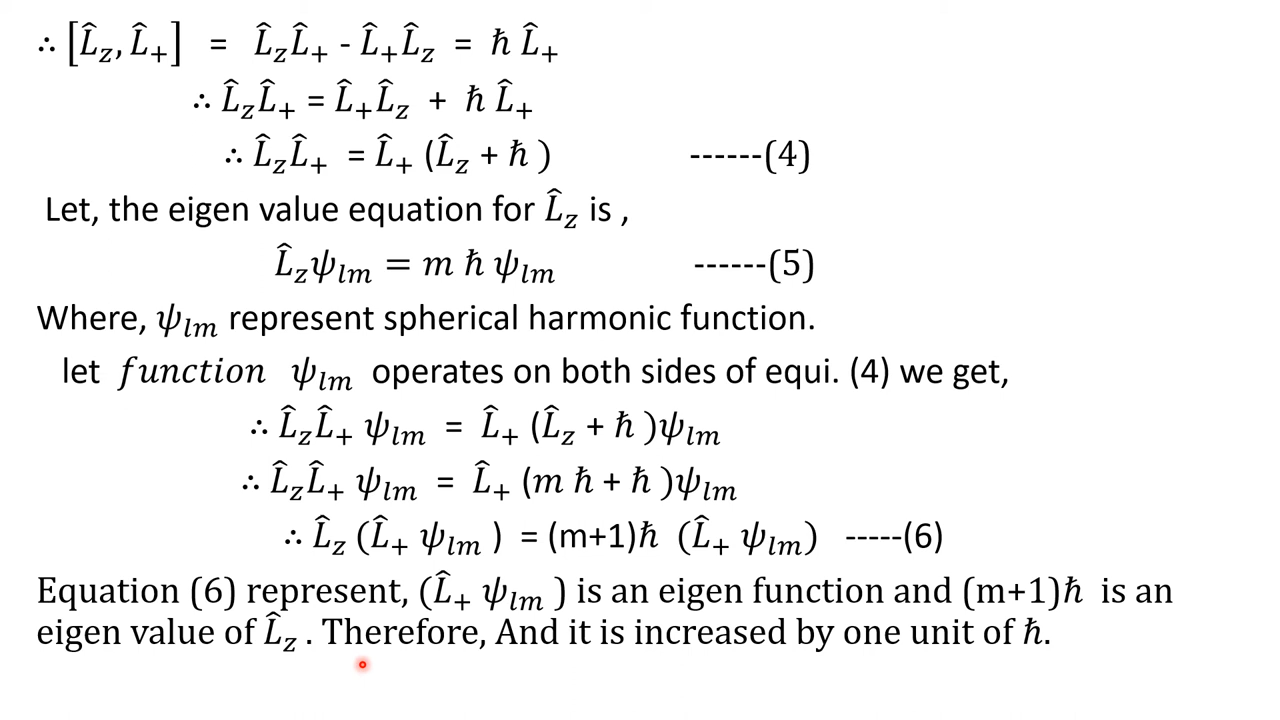 ∴ [L̂z, L̂+] = L̂zL̂+ - L̂+L̂z = ℏ L̂+
∴ L̂zL̂+ = L̂+L̂z + ℏ L̂+
∴ L̂zL̂+ = L̂+ (L̂z + ℏ ) ------(4)
Let, the eigen value equation for L̂z is ,
L̂zψlm = m ℏ ψlm ------(5)
Where, ψlm represent spherical harmonic function.
let function ψlm operates on both sides of equi. (4) we get,
∴ L̂zL̂+ ψlm = L̂+ (L̂z + ℏ )ψlm
∴ L̂zL̂+ ψlm = L̂+ (m ℏ + ℏ )ψlm
∴ L̂z (L̂+ ψlm ) = (m+1)ℏ (L̂+ ψlm) -----(6)
Equation (6) represent, (L̂+ ψlm ) is an eigen function and (m+1)ℏ is an
eigen value of L̂z . Therefore, And it is increased by one unit of ℏ.